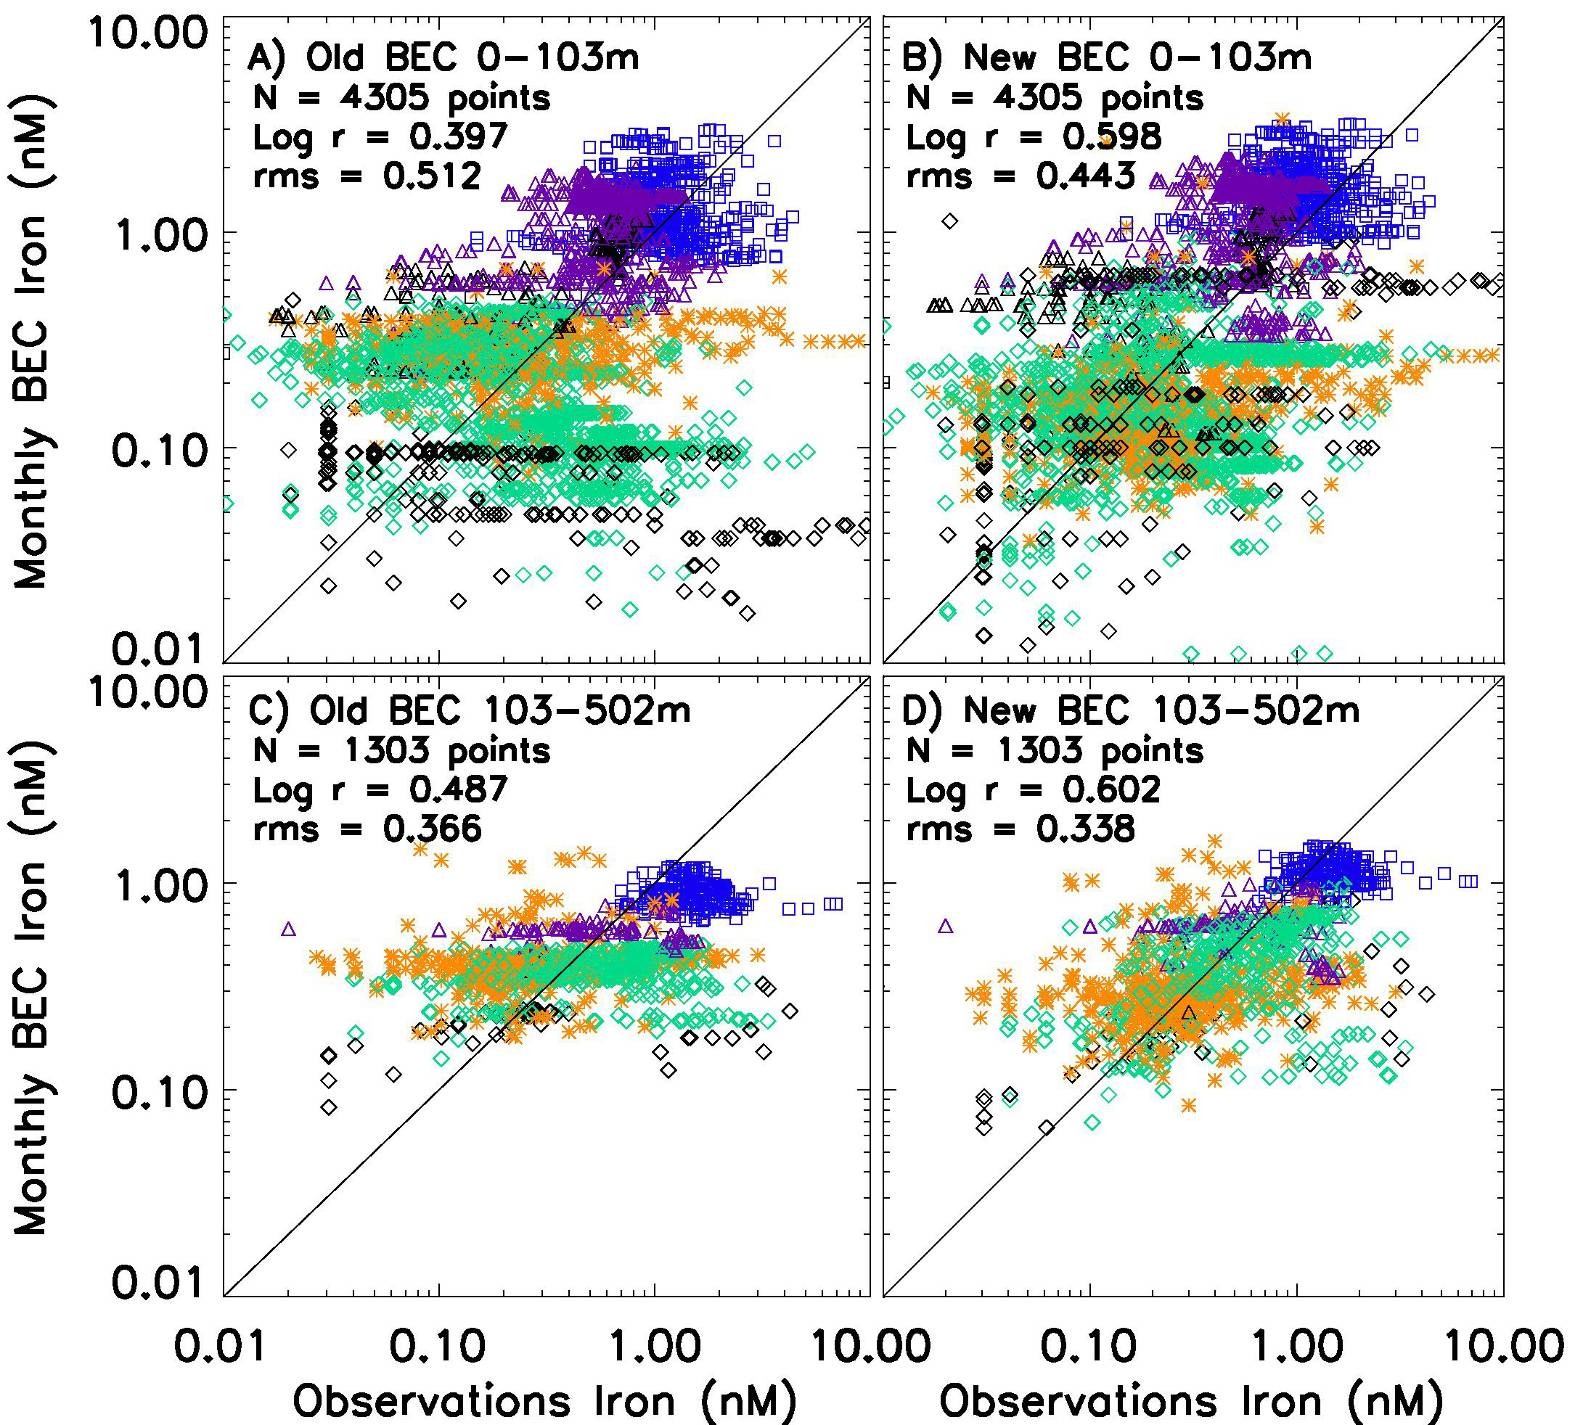 A) Old BEC 0-103m
N = 4305 points
Log r = 0.397
rms = 0.512
B) New BEC 0-103m
N = 4305 points
Log r = 0.598
rms = 0.443
10.00
1.00
0.10
0.01
Monthly BEC Iron (nM)
C) Old BEC 103-502m
N = 1303 points
Log r = 0.487
rms = 0.366
D) New BEC 103-502m
N = 1303 points
Log r = 0.602
rms = 0.338
10.00
1.00
0.10
0.01
Monthly BEC Iron (nM)
0.01 0.10 1.00 10.00 0.10 1.00 10.00
Observations Iron (nM) Observations Iron (nM)